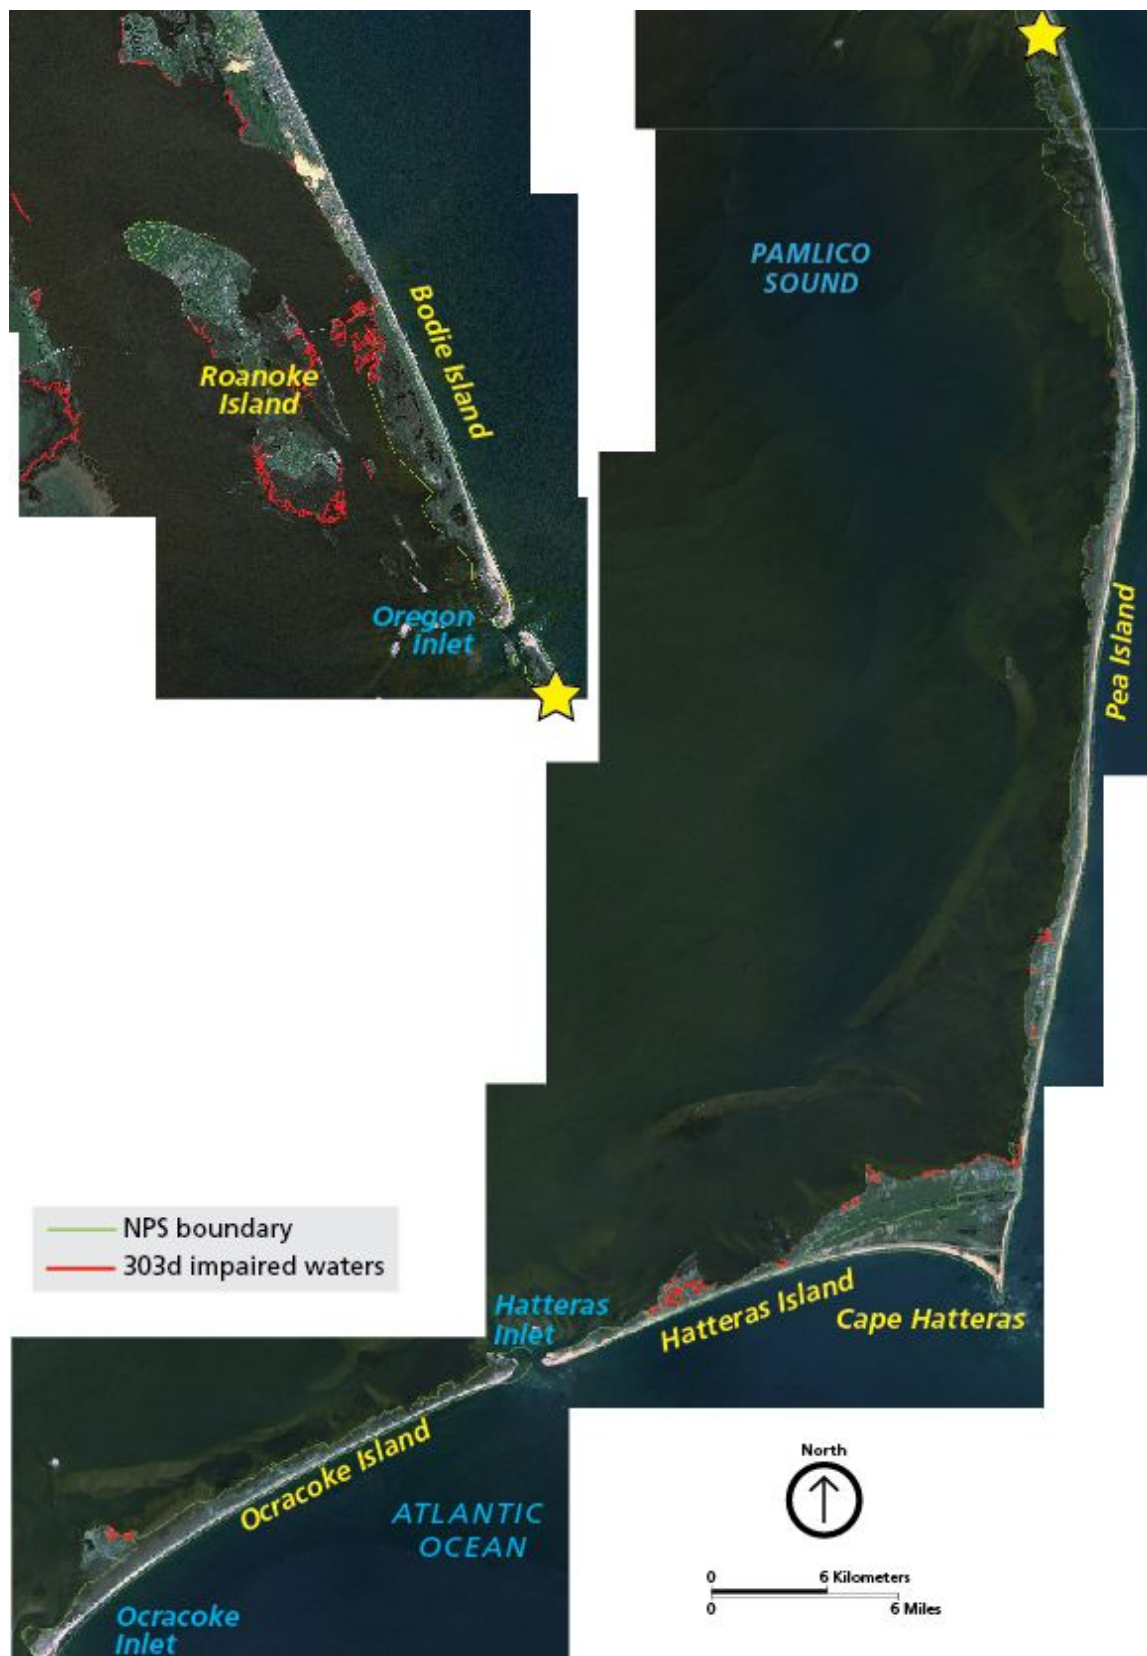 PAMLICO
SOUND
Bodie Island
Roanoke
Island
Oregon
Inlet
Pea Island
NPS boundary
303d impaired waters
Hatteras
Inlet
Hatteras Island
Cape Hatteras
Ocracoke Island
ATLANTIC
OCEAN
North
0 6 Kilometers
0 6 Miles
Ocracoke
Inlet